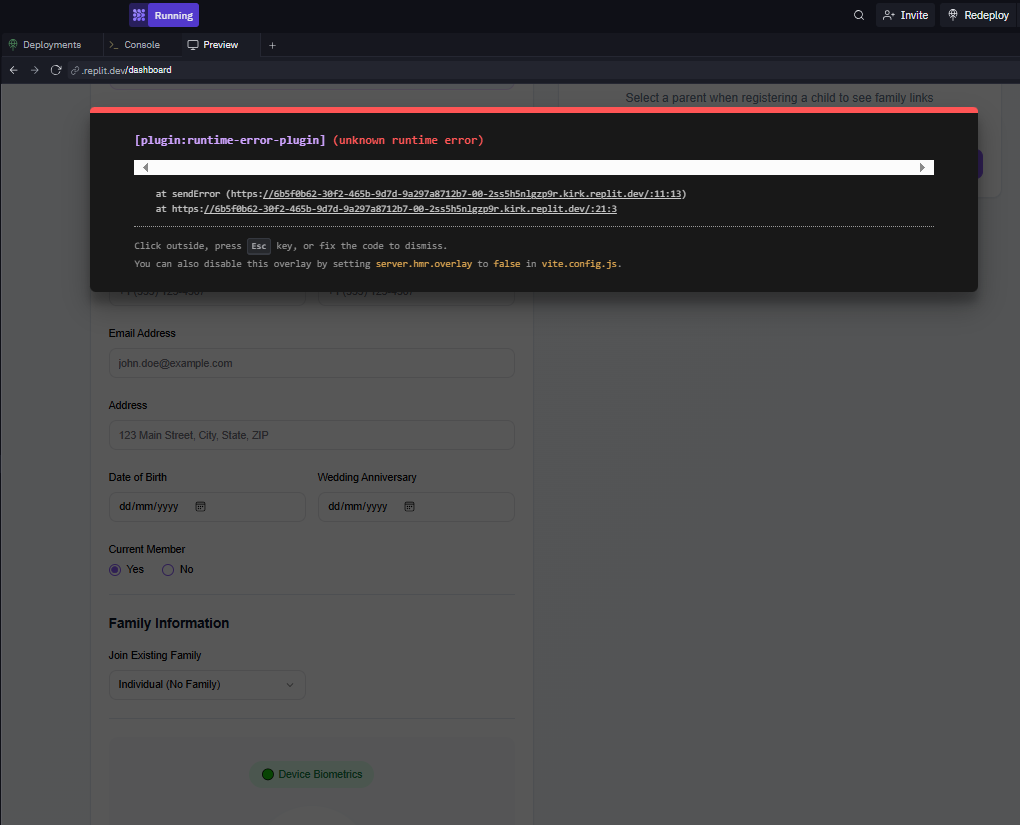 Running
Invite
Redeploy
Deployments
Console
Preview
.replit.dev/dashboard
Select a parent when registering a child to see family links
[plugin:runtime-error-plugin] (unknown runtime error)
at sendError (https://6b5f0b62-30f2-465b-9d7d-9a297a8712b7-00-2ss5h5nlgzp9r.kirk.replit.dev/:11:13)
at https://6b5f0b62-30f2-465b-9d7d-9a297a8712b7-00-2ss5h5nlgzp9r.kirk.replit.dev/:21:3
Click outside, press Esc key, or fix the code to dismiss.
You can also disable this overlay by setting server.hmr.overlay to false in vite.config.js.
Email Address
john.doe@example.com
Address
123 Main Street, City, State, ZIP
Date of Birth Wedding Anniversary
dd/mm/yyyy dd/mm/yyyy
Current Member
Yes No
Family Information
Join Existing Family
Individual (No Family)
Device Biometrics